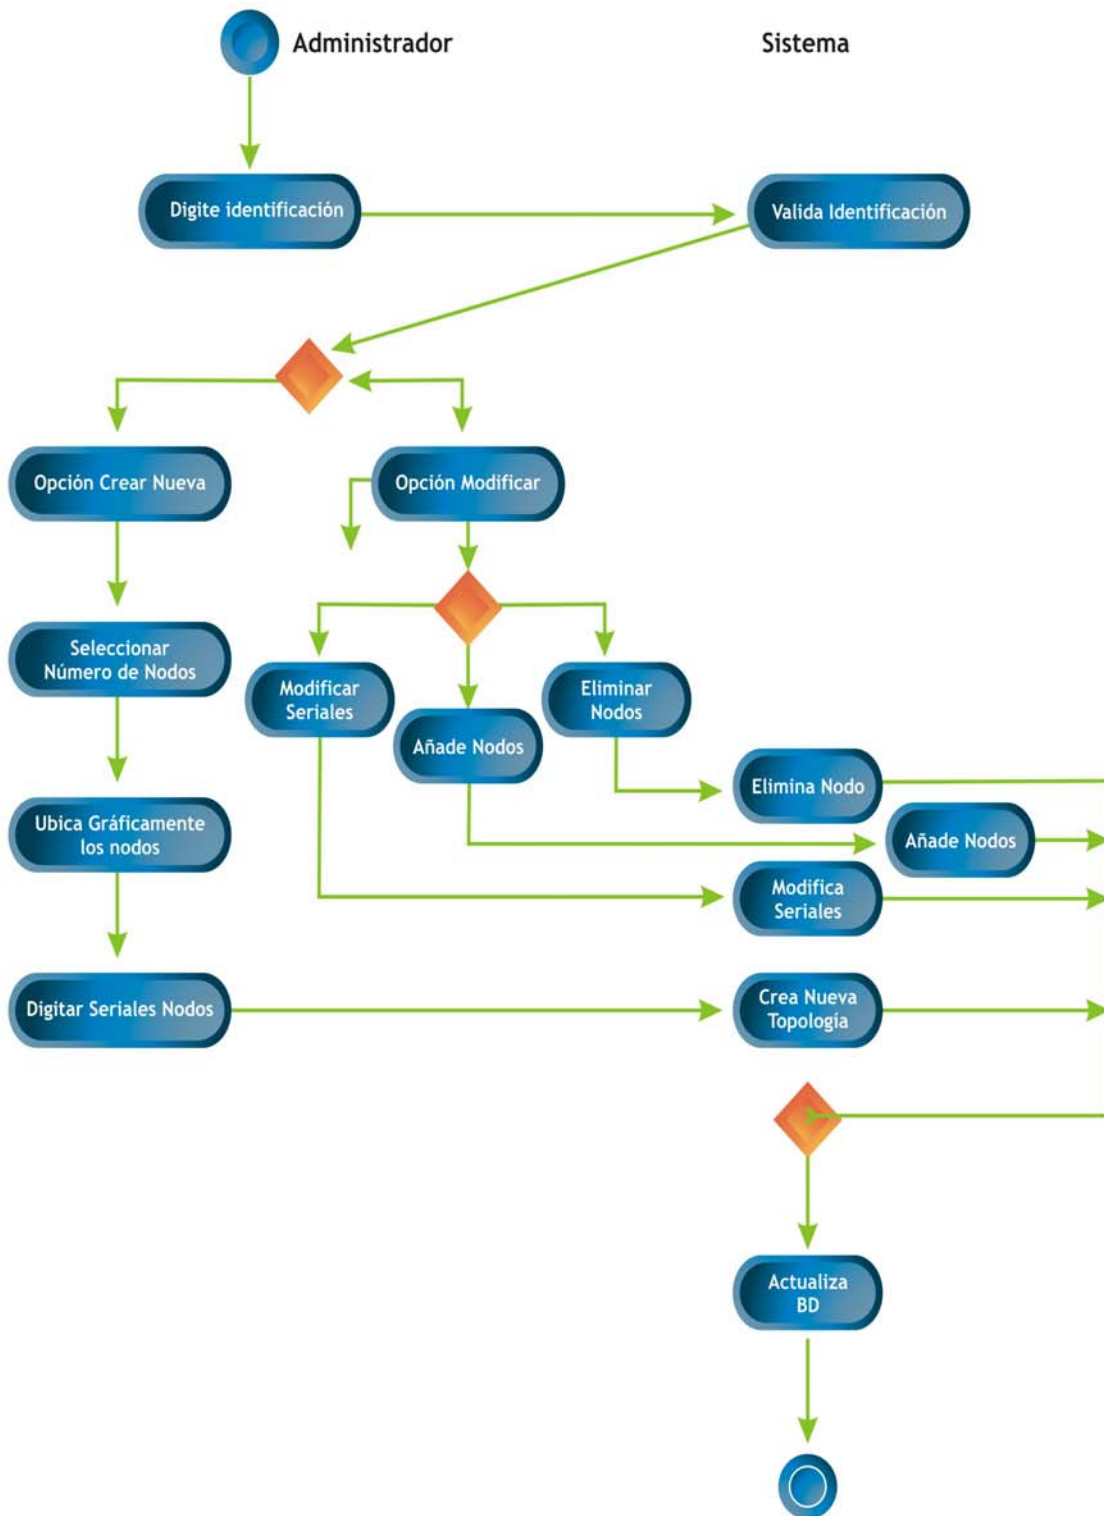 Administrador
Sistema
Digite identificación
Valida Identificación
Opción Crear Nueva
Opción Modificar
Seleccionar
Número de Nodos
Modificar
Seriales
Añade Nodos
Eliminar
Nodos
Elimina Nodo
Ubica Gráficamente
los nodos
Añade Nodos
Modifica
Seriales
Digitar Seriales Nodos
Crea Nueva
Topología
Actualiza
BD